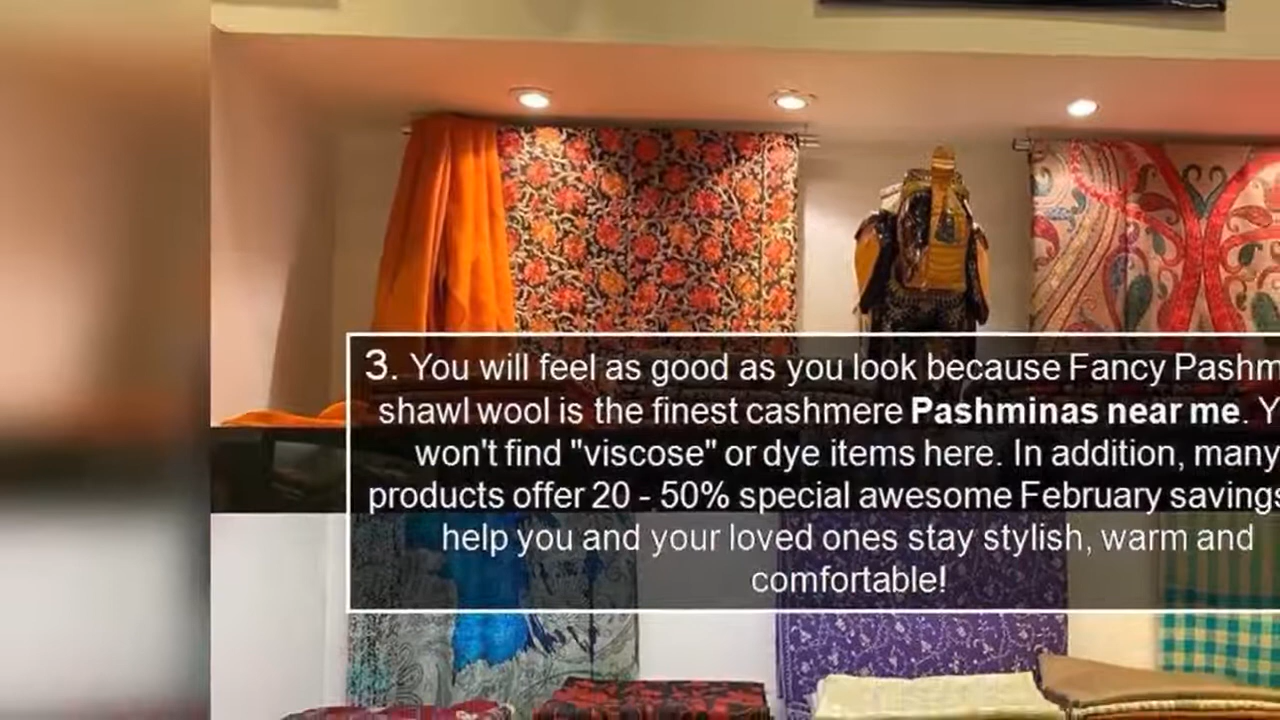 3. You will feel as good as you look because Fancy
shawl wool is the finest cashmere Pashminas near me.
won't find "viscose" or dye items here. In addition, many
products offer 20 - 50% special awesome February savings
help you and your loved ones stay stylish, warm and
comfortable!